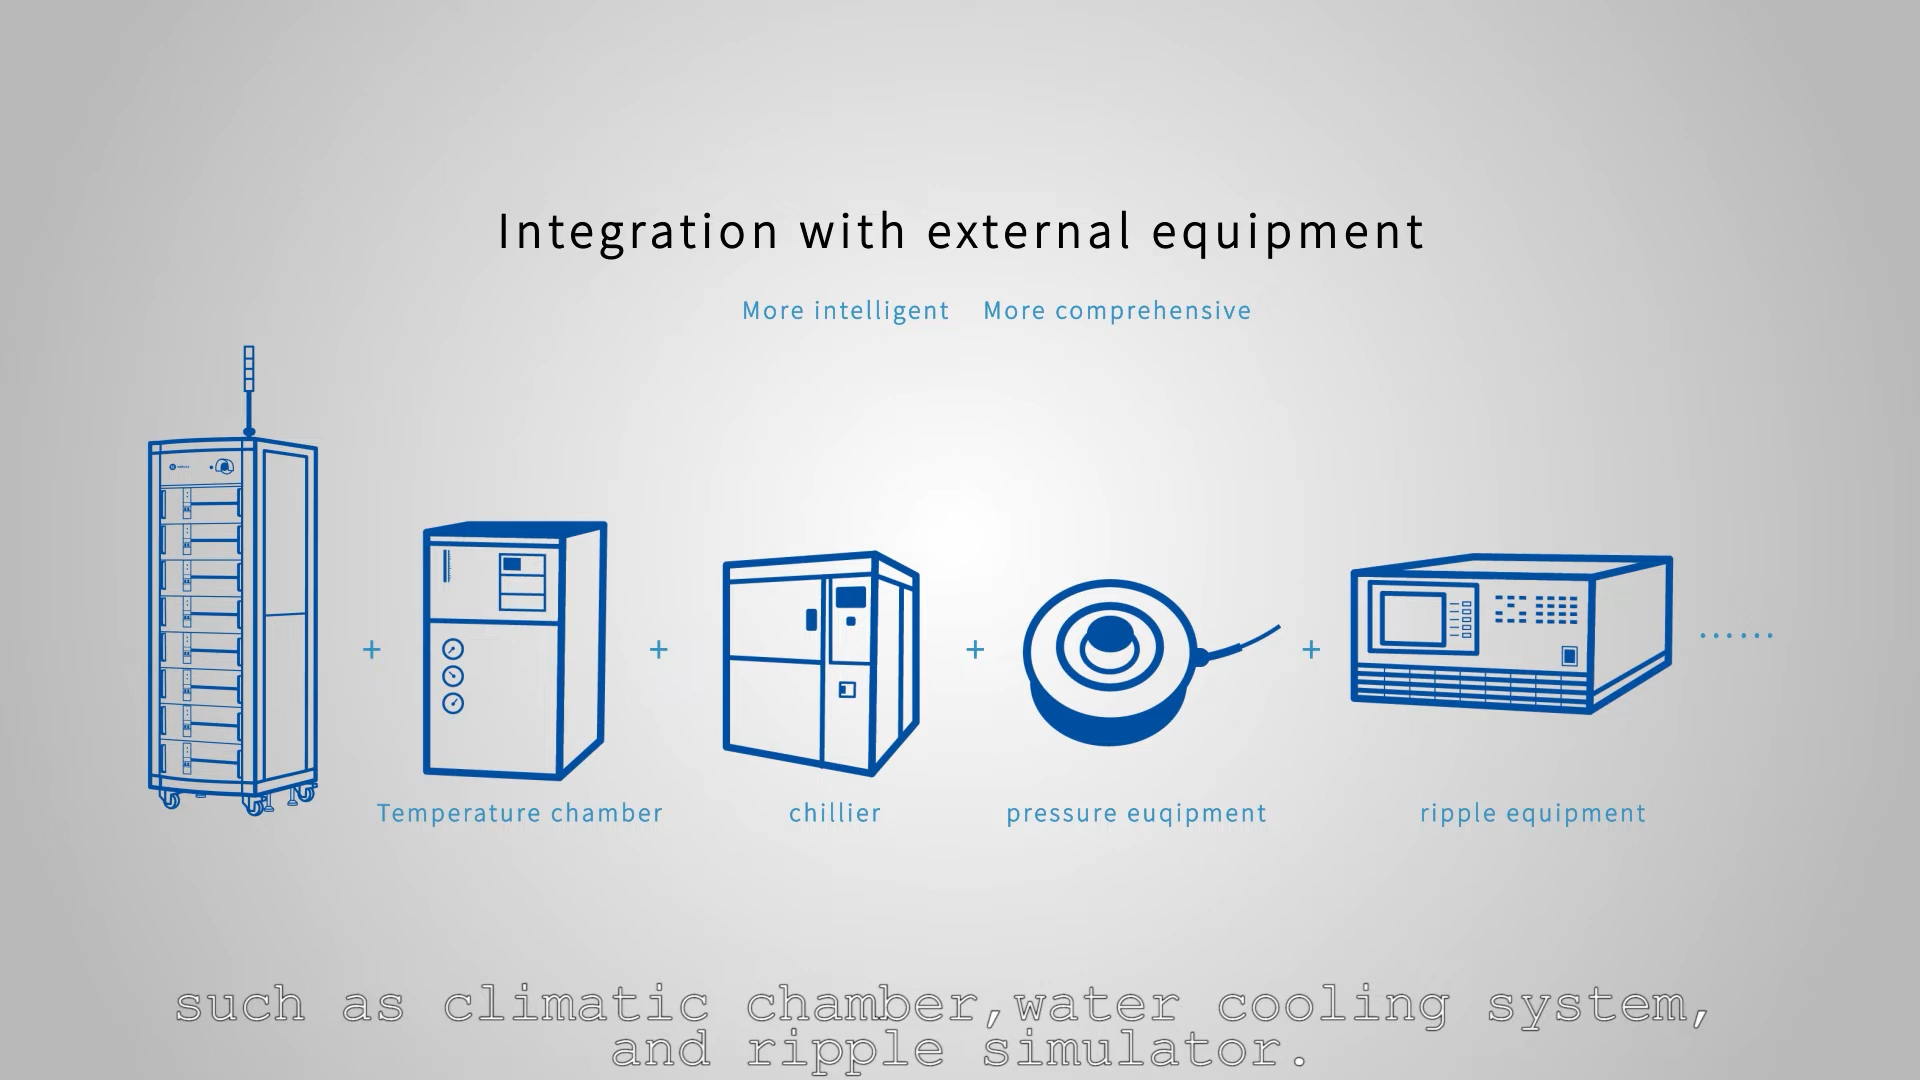 Integration with external equipment
More intelligent More comprehensive
Temperature chamber
chillier
pressure euqipment
ripple equipment
such as climatic chamber,water cooling system,
and ripple simulator.